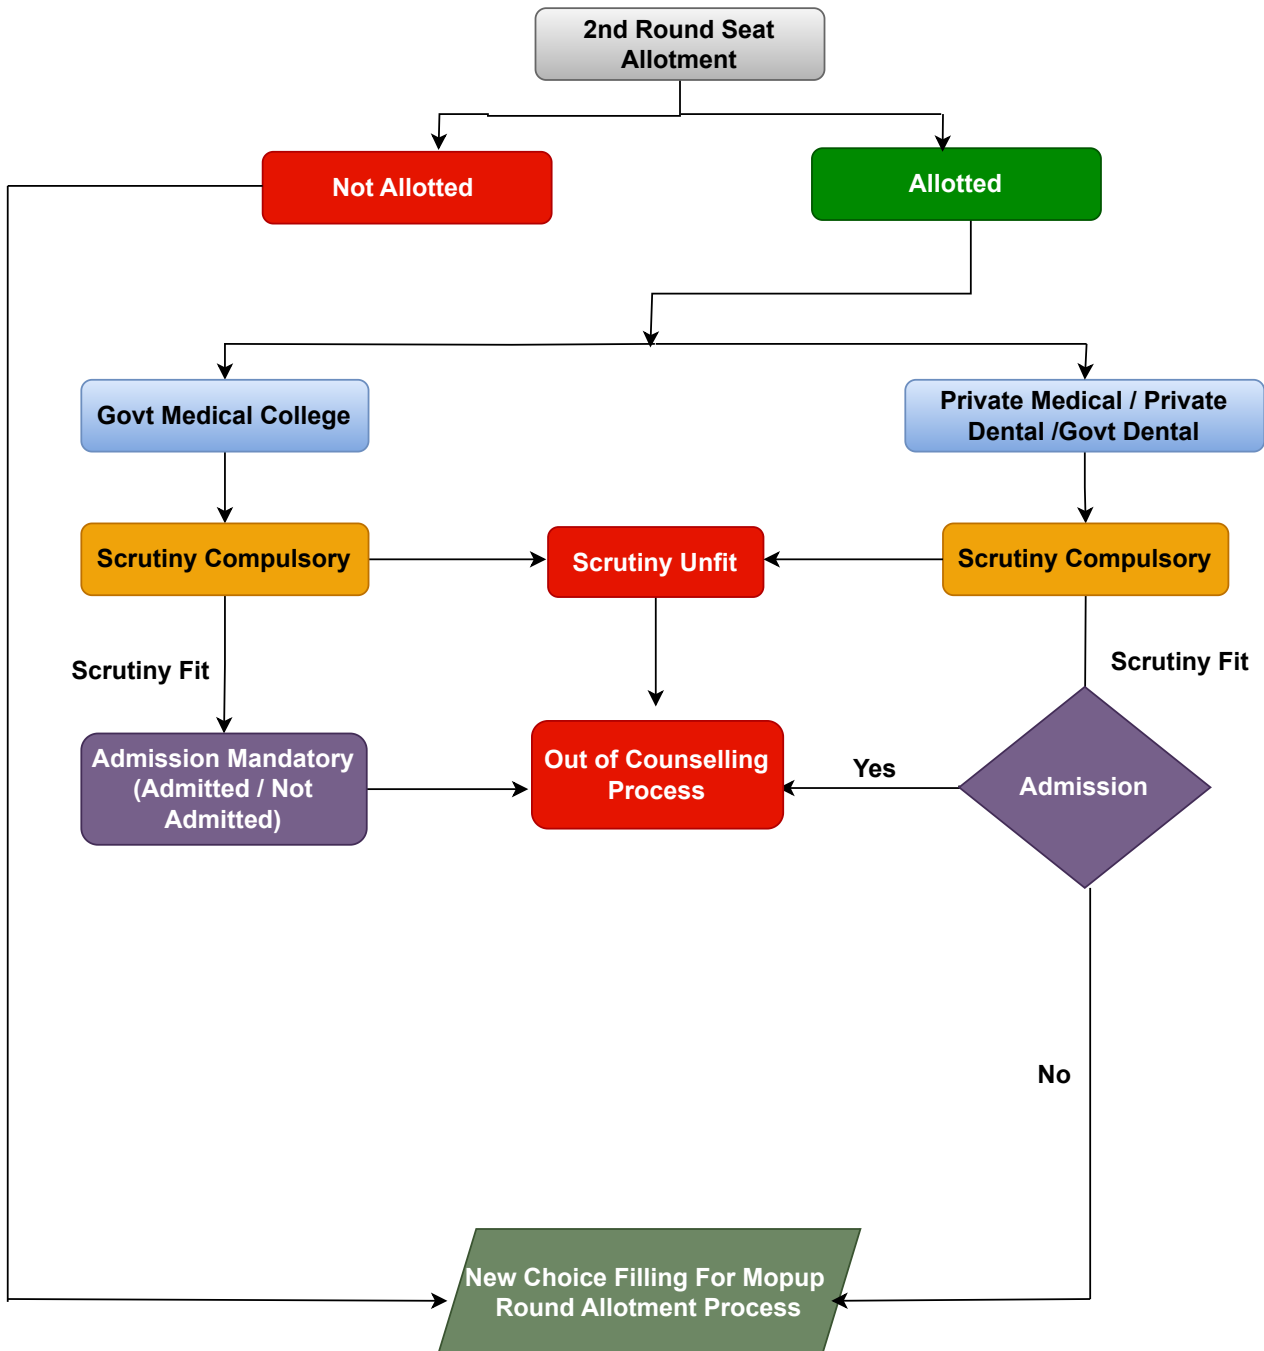 2nd Round Seat
Allotment
Not Allotted
Allotted
Govt Medical College
Private Medical / Private
Dental /Govt Dental
Scrutiny Compulsory
Scrutiny Unfit
Scrutiny Compulsory
Scrutiny Fit
Scrutiny Fit
Admission Mandatory
(Admitted / Not
Admitted)
Out of Counselling
Process
Yes
Admission
No
New Choice Filling For Mopup
Round Allotment Process